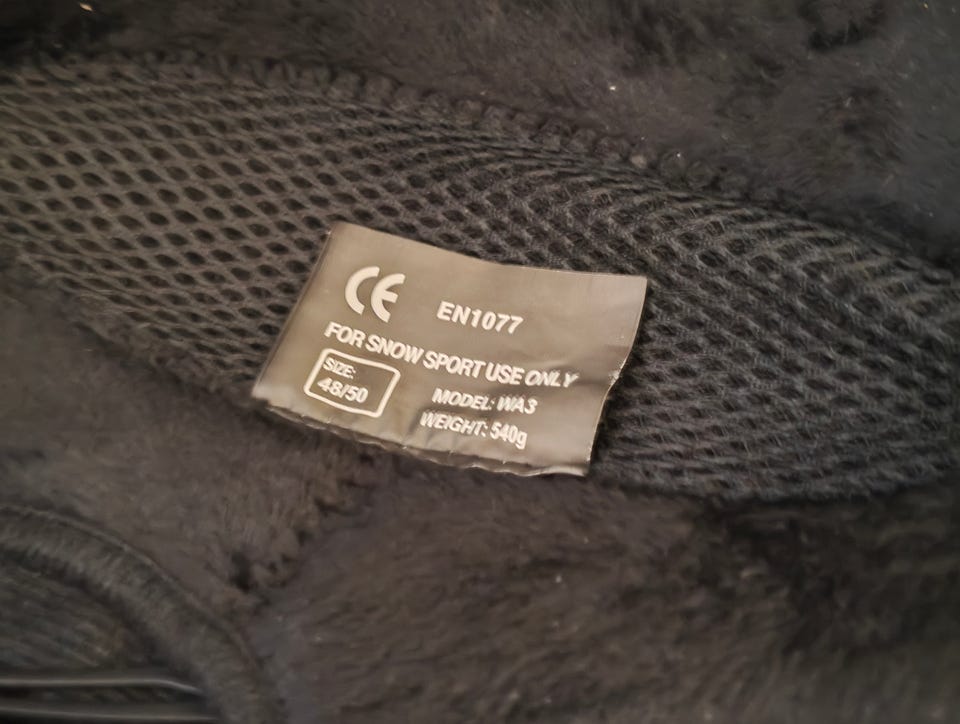 CE EN1077
FOR SNOW SPORT USE ONLY
SIZE:
48/50
MODEL: WA3
WEIGHT: 540g